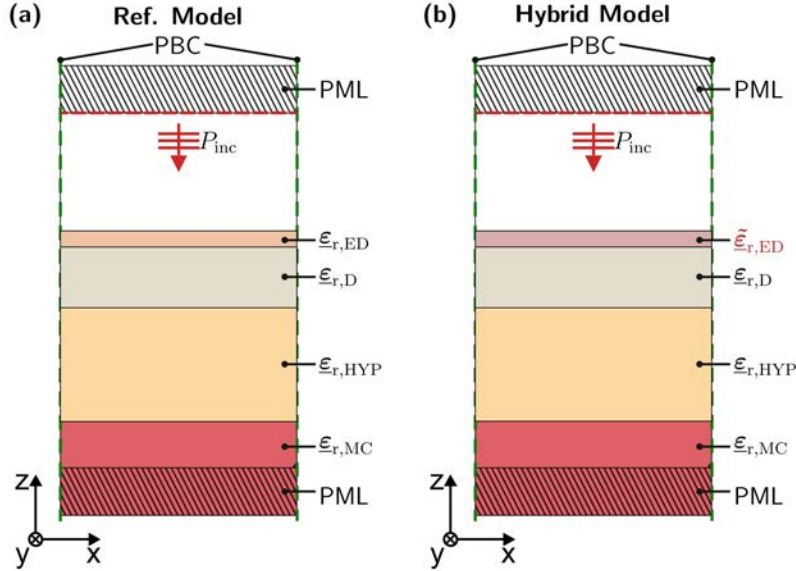 (a) Ref. Model
PBC
PML
P_inc
ε_r,ED
ε_r,D
ε_r,HYP
ε_r,MC
PML
z
y
x
(b) Hybrid Model
PBC
PML
P_inc
ε̃_r,ED
ε_r,D
ε_r,HYP
ε_r,MC
PML
z
y
x